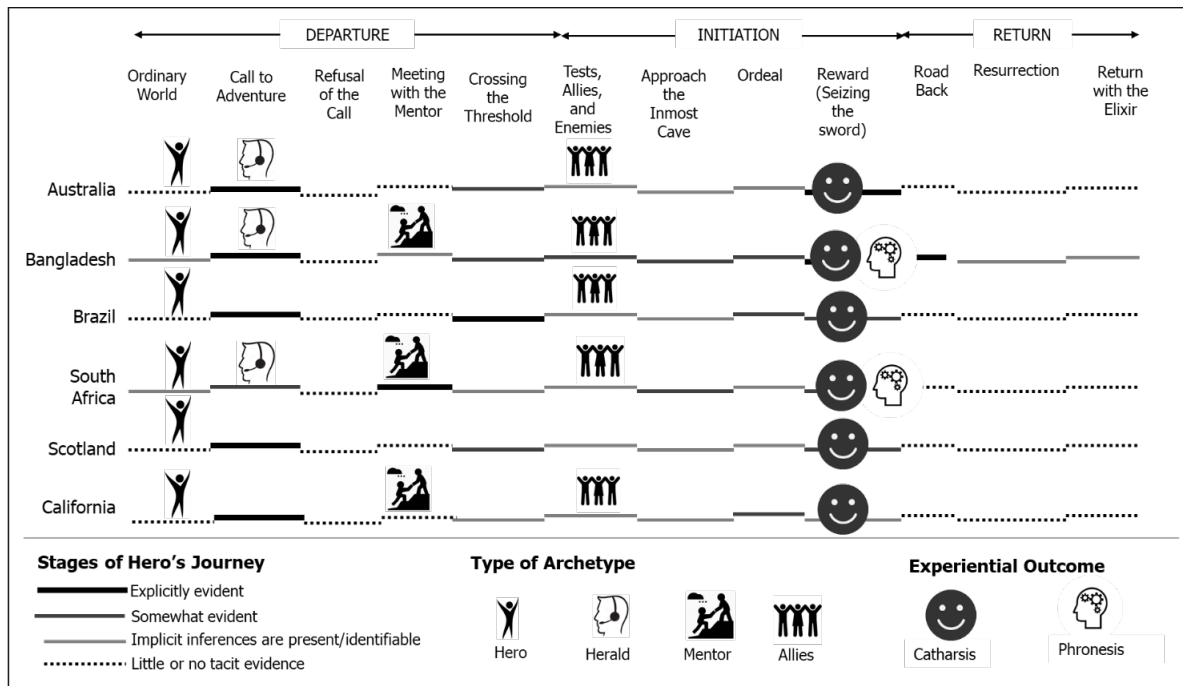 DEPARTURE INITIATION RETURN
Ordinary World
Call to Adventure
Refusal of the Call
Meeting with the Mentor
Crossing the Threshold
Tests, Allies, and Enemies
Approach the Inmost Cave
Ordeal
Reward (Seizing the sword)
Road Back
Resurrection
Return with the Elixir
Australia
Bangladesh
Brazil
South Africa
Scotland
California
Stages of Hero's Journey
Explicitly evident
Somewhat evident
Implicit inferences are present/identifiable
Little or no tacit evidence
Type of Archetype
Hero
Herald
Mentor
Allies
Experiential Outcome
Catharsis
Phronesis